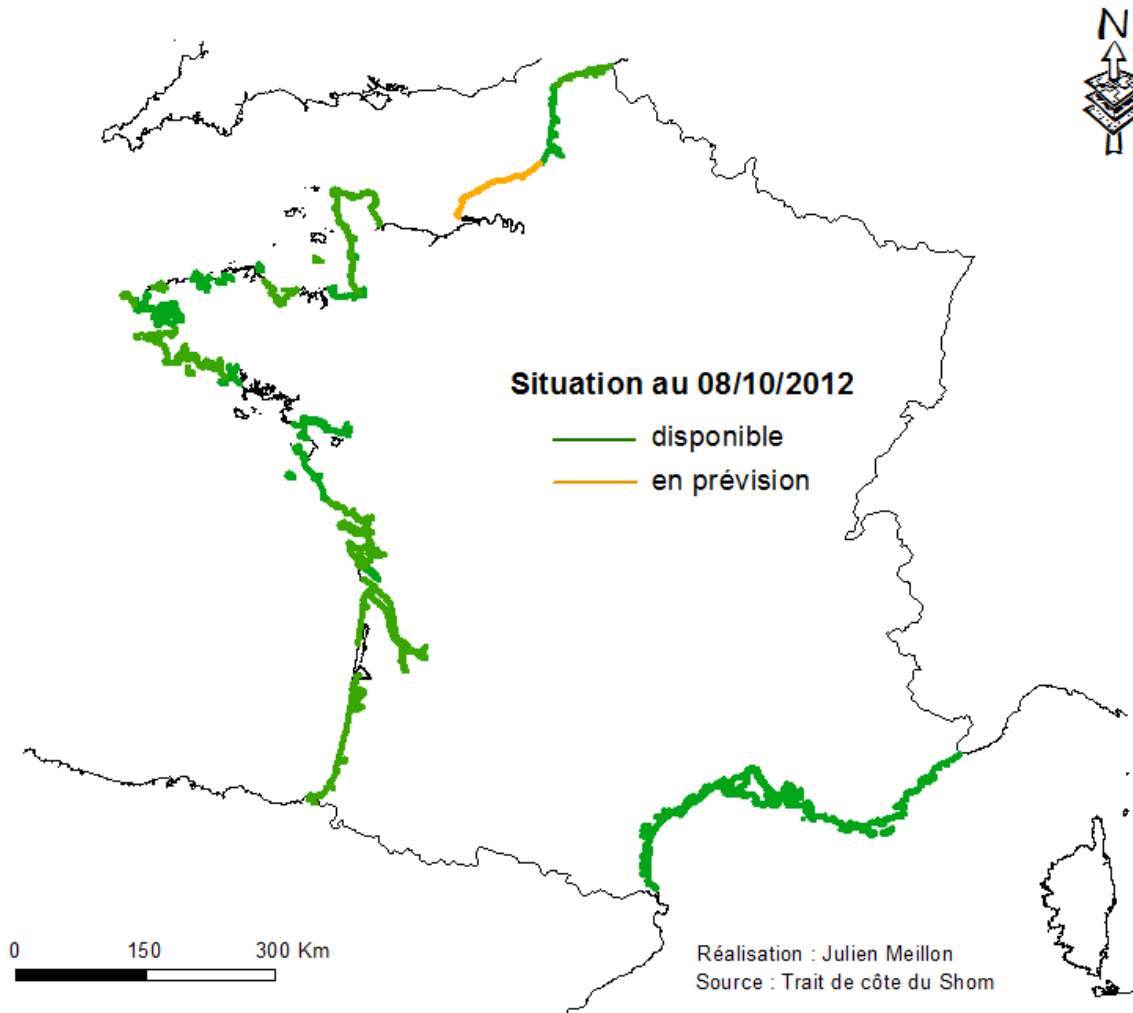 N
Situation au 08/10/2012
disponible
en prévision
0 150 300 Km
Réalisation : Julien Meillon
Source : Trait de côte du Shom